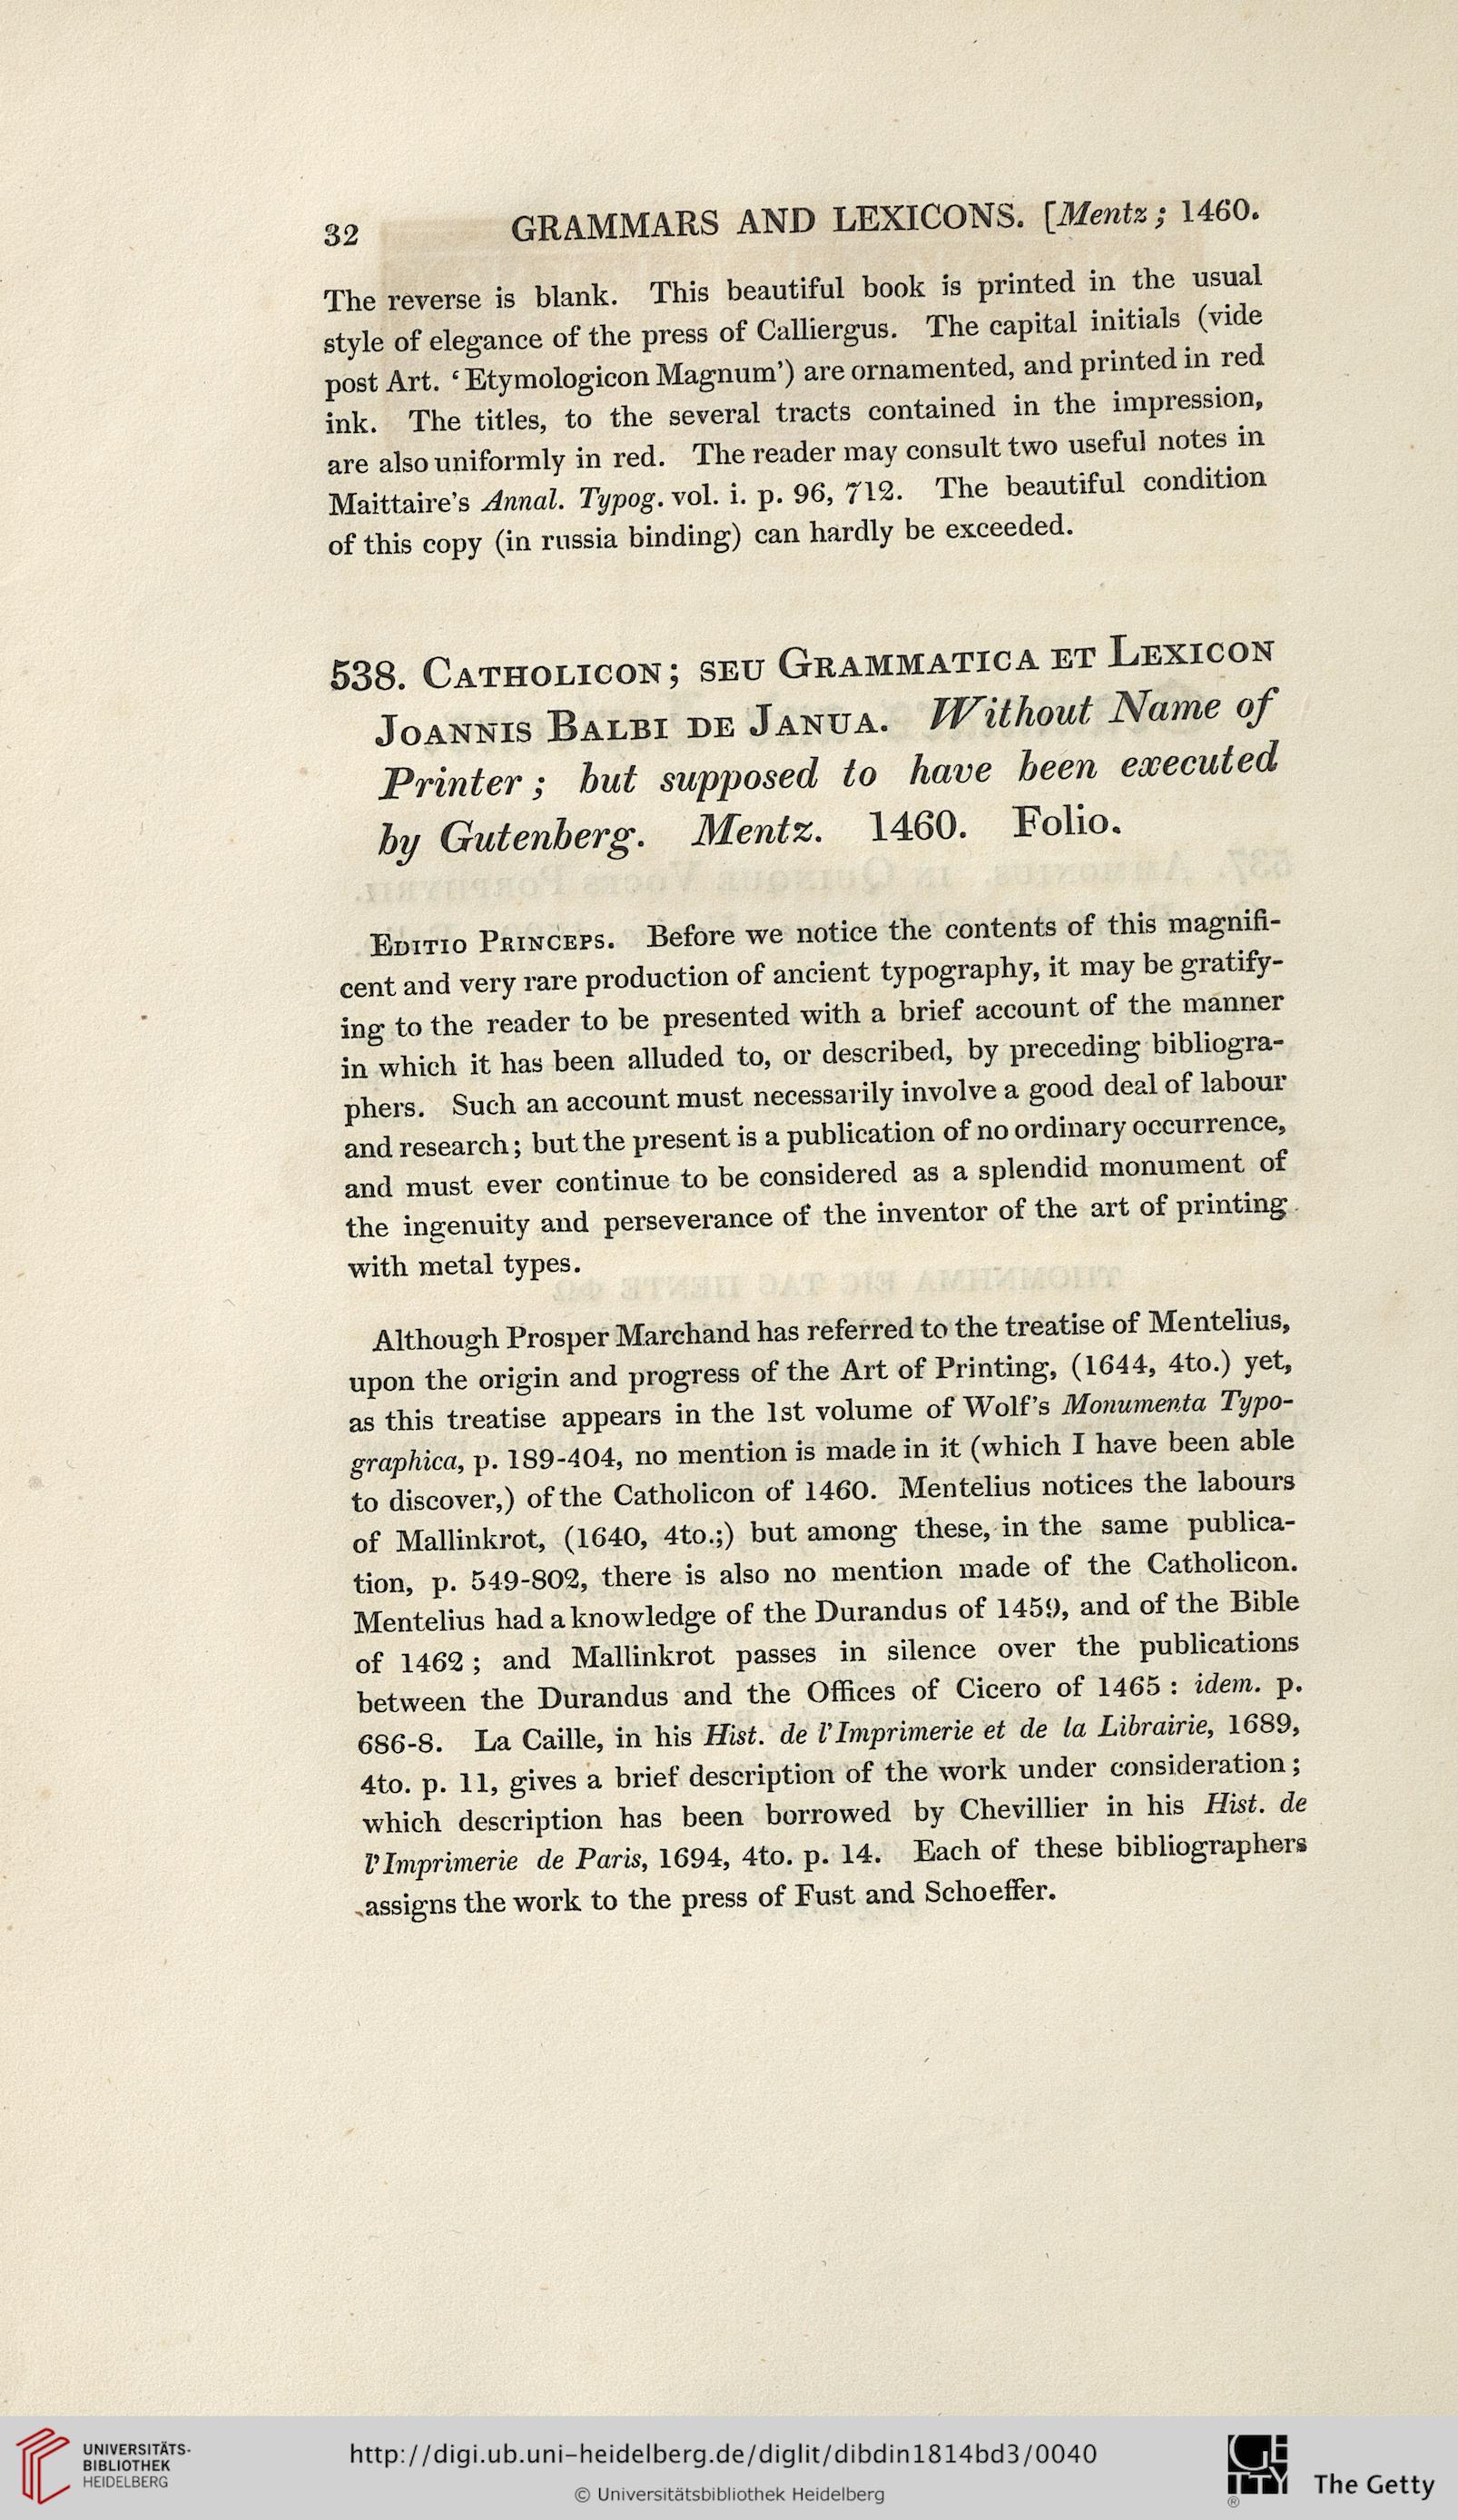 32 GRAMMARS AND LEXICONS. [Mentz; 1460.
The reverse is blank. This beautiful book is printed in the usual
style of elegance of the press of Calliergus. The capital initials (vide
post Art. ‘Etymologicon Magnum’) are ornamented, and printed in red
ink. The titles, to the several tracts contained in the impression,
are also uniformly in red. The reader may consult two useful notes in
Maittaire’s Annal. Typog. vol. i. p. 96, 712. The beautiful condition
of this copy (in russia binding) can hardly be exceeded.
538. Catholicon; seu Grammatica et Lexicon
Joannis Balbi de Janua. Without Name of
Printer; but supposed to have been executed
by Gutenberg. Mentz. 1460. Folio.
Editio Princeps. Before we notice the contents of this magnifi-
cent and very rare production of ancient typography, it may be gratify-
ing to the reader to be presented with a brief account of the manner
in which it has been alluded to, or described, by preceding bibliogra-
phers. Such an account must necessarily involve a good deal of labour
and research; but the present is a publication of no ordinary occurrence,
and must ever continue to be considered as a splendid monument of
the ingenuity and perseverance of the inventor of the art of printing
with metal types.
Although Prosper Marchand has referred to the treatise of Mentelius,
upon the origin and progress of the Art of Printing, (1644, 4to.) yet,
as this treatise appears in the 1st volume of Wolf’s Monumenta Typo-
graphica, p. 189-404, no mention is made in it (which I have been able
to discover,) of the Catholicon of 1460. Mentelius notices the labours
of Mallinkrot, (1640, 4to.;) but among these, in the same publica-
tion, p. 549-802, there is also no mention made of the Catholicon.
Mentelius had a knowledge of the Durandus of 1459, and of the Bible
of 1462; and Mallinkrot passes in silence over the publications
between the Durandus and the Offices of Cicero of 1465: idem. p.
686-8. La Caille, in his Hist. de l’Imprimerie et de la Librairie, 1689,
4to. p. 11, gives a brief description of the work under consideration;
which description has been borrowed by Chevillier in his Hist. de
l’Imprimerie de Paris, 1694, 4to. p. 14. Each of these bibliographers
assigns the work to the press of Fust and Schoeffer.
UNIVERSITÄTS-
BIBLIOTHEK
HEIDELBERG
http://digi.ub.uni-heidelberg.de/diglit/dibdin1814bd3/0040
© Universitätsbibliothek Heidelberg
GETTY
® The Getty